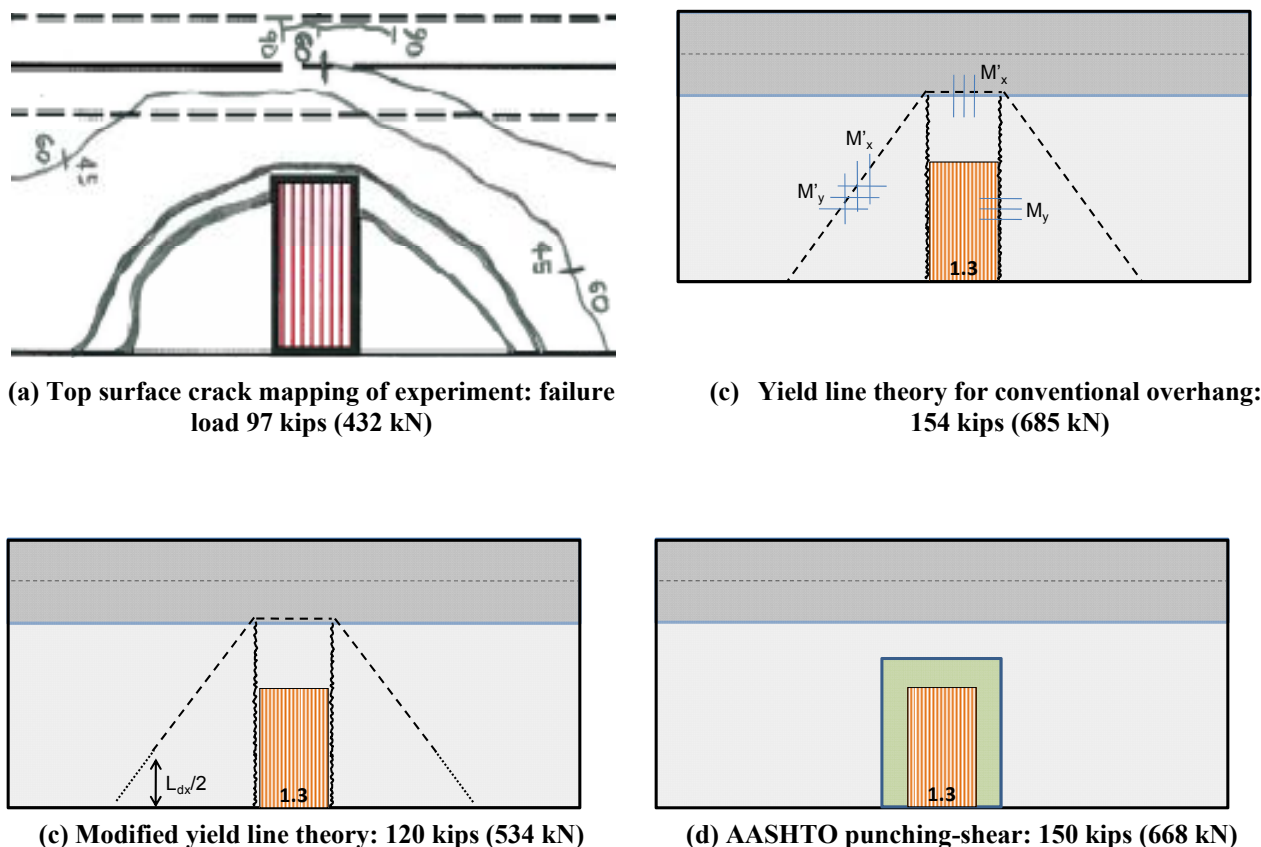 90
60
90
60
45
45
60
(a) Top surface crack mapping of experiment: failure
load 97 kips (432 kN)
M'x
M'x
M'y
My
1.3
(c) Yield line theory for conventional overhang:
154 kips (685 kN)
Ldx/2
1.3
(c) Modified yield line theory: 120 kips (534 kN)
1.3
(d) AASHTO punching-shear: 150 kips (668 kN)